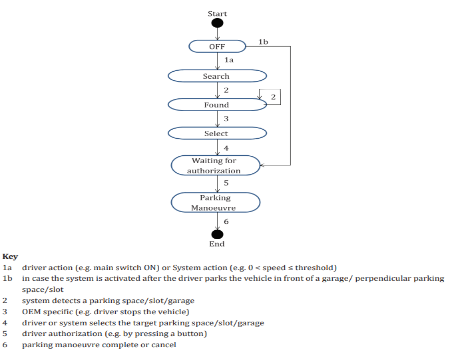 Start
OFF
1b
1a
Search
2
2
Found
3
Select
4
Waiting for
authorization
5
Parking
Manoeuvre
6
End
Key
1a driver action (e.g. main switch ON) or System action (e.g. 0 < speed ≤ threshold)
1b in case the system is activated after the driver parks the vehicle in front of a garage/ perpendicular parking
space/slot
2 system detects a parking space/slot/garage
3 OEM specific (e.g. driver stops the vehicle)
4 driver or system selects the target parking space/slot/garage
5 driver authorization (e.g. by pressing a button)
6 parking manoeuvre complete or cancel